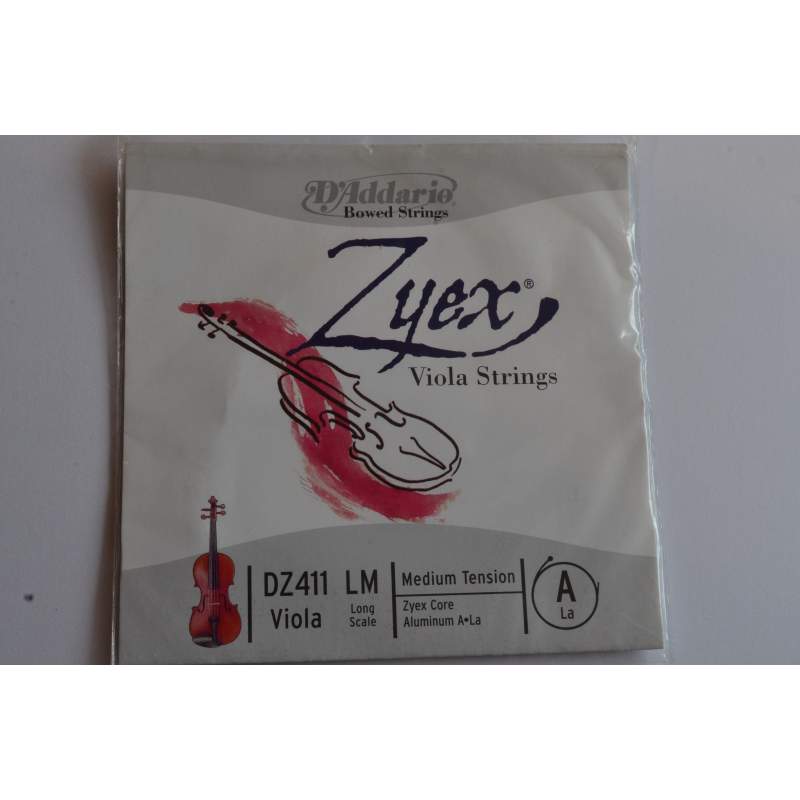 D'Addario®
Bowed Strings
Zyex®
Viola Strings
DZ411 LM
Viola
Long
Scale
Medium Tension
Zyex Core
Aluminum A•La
A
La